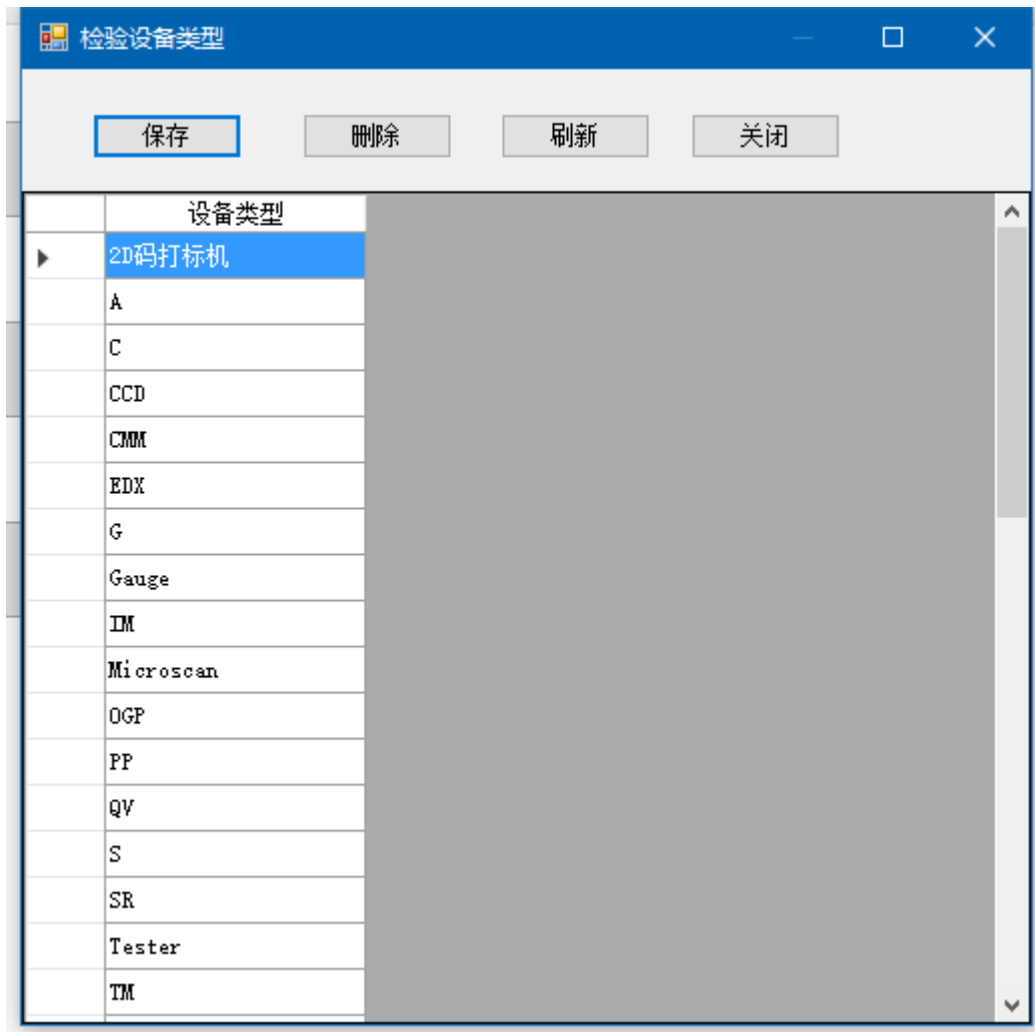 检验设备类型
保存 删除 刷新 关闭
设备类型
2D码打标机
A
C
CCD
CMM
EDX
G
Gauge
IM
Microscan
OGP
PP
QV
S
SR
Tester
TM